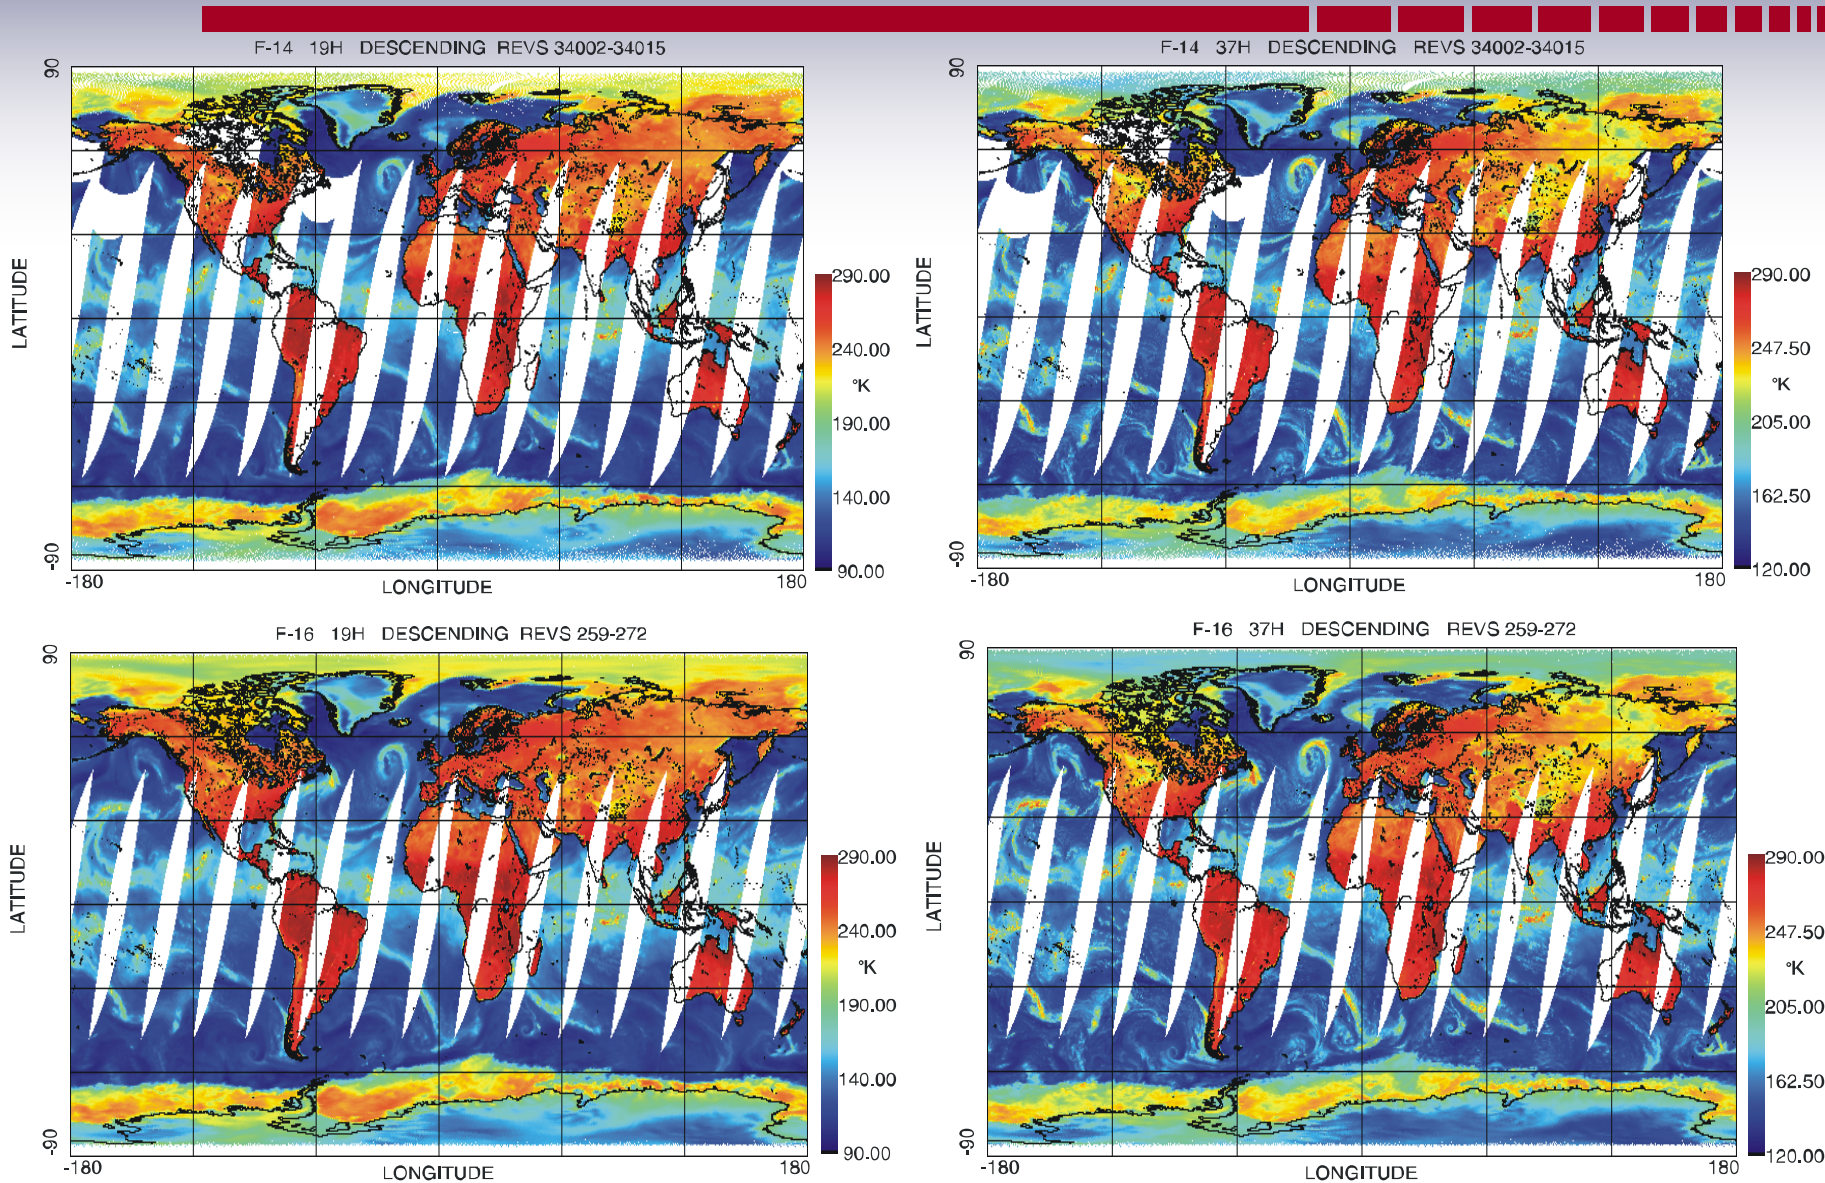 F-14 19H DESCENDING REVS 34002-34015
90
LATITUDE
-90
-180
LONGITUDE
180
290.00
240.00
°K
190.00
140.00
90.00
F-14 37H DESCENDING REVS 34002-34015
90
LATITUDE
-90
-180
LONGITUDE
180
290.00
247.50
°K
205.00
162.50
120.00
F-16 19H DESCENDING REVS 259-272
90
LATITUDE
-90
-180
LONGITUDE
180
290.00
240.00
°K
190.00
140.00
90.00
F-16 37H DESCENDING REVS 259-272
90
LATITUDE
-90
-180
LONGITUDE
180
290.00
247.50
°K
205.00
162.50
120.00